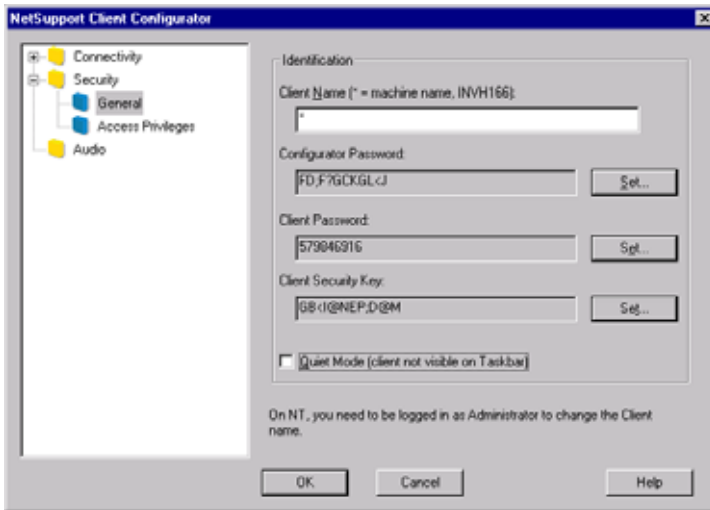 NetSupport Client Configurator
Connectivity
Security
General
Access Privileges
Audio
Identification
Client Name (* = machine name, INVH166):
*
Configurator Password:
FD;F?GCKGL<J
Set...
Client Password:
579846916
Set...
Client Security Key:
GB<I@NEP;D@M
Set...
Quiet Mode (client not visible on Taskbar)
On NT, you need to be logged in as Administrator to change the Client
name.
OK
Cancel
Help